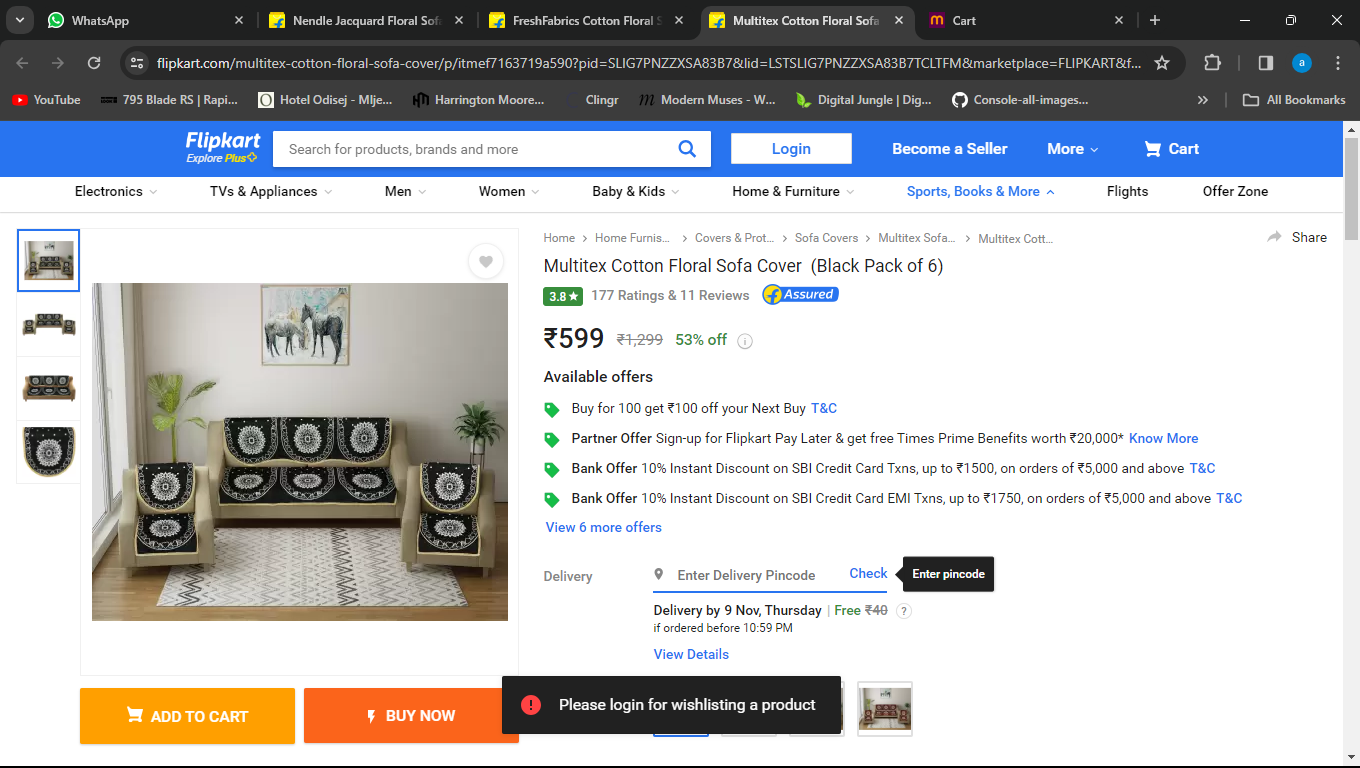 WhatsApp
Nendle Jacquard Floral Sofa
FreshFabrics Cotton Floral S
Multitex Cotton Floral Sofa
Cart
flipkart.com/multitex-cotton-floral-sofa-cover/p/itmef7163719a590?pid=SLIG7PNZZXSA83B7&lid=LSTSLIG7PNZZXSA83B7TCLTFM&marketplace=FLIPKART&f...
a
YouTube
795 Blade RS | Rapi...
Hotel Odisej - Mlje...
Harrington Moore...
Clingr
Modern Muses - W...
Digital Jungle | Dig...
Console-all-images...
All Bookmarks
Flipkart
Explore Plus
Search for products, brands and more
Login
Become a Seller
More
Cart
Electronics
TVs & Appliances
Men
Women
Baby & Kids
Home & Furniture
Sports, Books & More
Flights
Offer Zone
Home
Home Furnis...
Covers & Prot...
Sofa Covers
Multitex Sofa...
Multitex Cott...
Share
Multitex Cotton Floral Sofa Cover (Black Pack of 6)
3.8★ 177 Ratings & 11 Reviews Assured
₹599 ₹1,299 53% off
Available offers
Buy for 100 get ₹100 off your Next Buy T&C
Partner Offer Sign-up for Flipkart Pay Later & get free Times Prime Benefits worth ₹20,000* Know More
Bank Offer 10% Instant Discount on SBI Credit Card Txns, up to ₹1500, on orders of ₹5,000 and above T&C
Bank Offer 10% Instant Discount on SBI Credit Card EMI Txns, up to ₹1750, on orders of ₹5,000 and above T&C
View 6 more offers
Delivery
Enter Delivery Pincode
Check
Enter pincode
Delivery by 9 Nov, Thursday | Free ₹40 ?
if ordered before 10:59 PM
View Details
ADD TO CART
BUY NOW
Please login for wishlisting a product